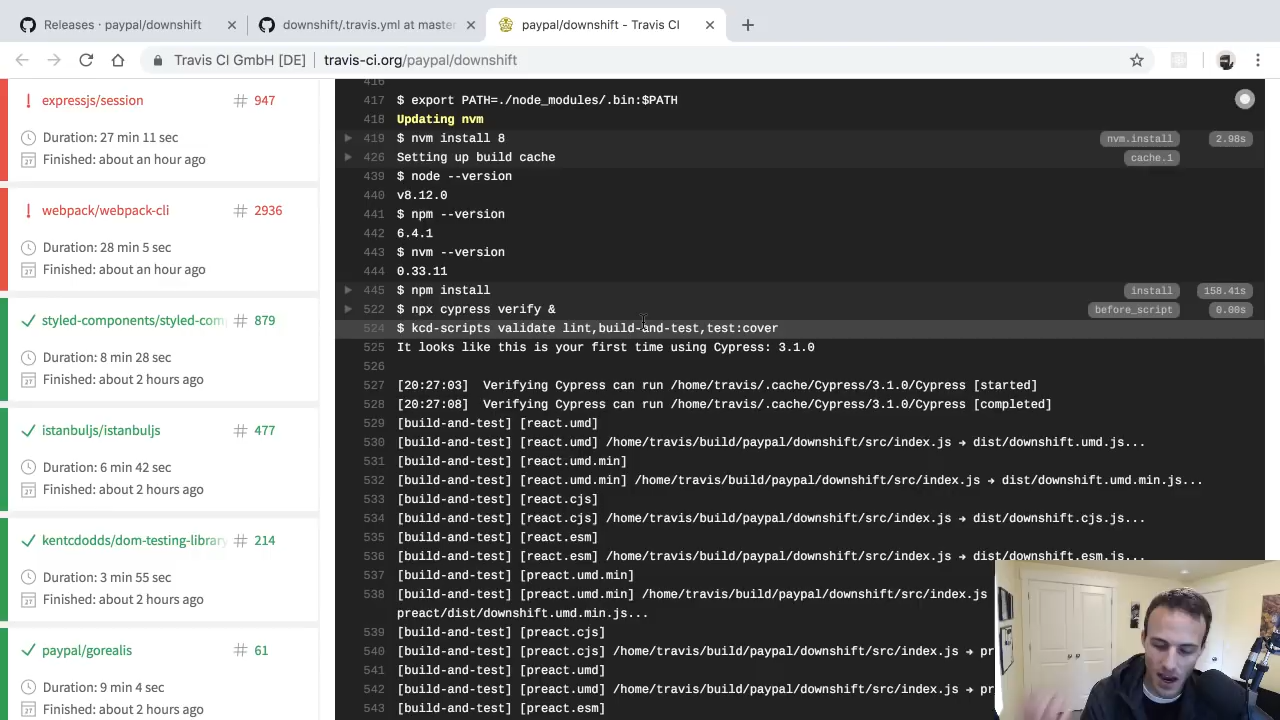 Releases · paypal/downshift
downshift/.travis.yml at master
paypal/downshift - Travis CI
Travis CI GmbH [DE]
travis-ci.org/paypal/downshift
expressjs/session
# 947
Duration: 27 min 11 sec
Finished: about an hour ago
webpack/webpack-cli
# 2936
Duration: 28 min 5 sec
Finished: about an hour ago
styled-components/styled-com
# 879
Duration: 8 min 28 sec
Finished: about 2 hours ago
istanbuljs/istanbuljs
# 477
Duration: 6 min 42 sec
Finished: about 2 hours ago
kentcdodds/dom-testing-library
# 214
Duration: 3 min 55 sec
Finished: about 2 hours ago
paypal/gorealis
# 61
Duration: 9 min 4 sec
Finished: about 2 hours ago
416
417 $ export PATH=./node_modules/.bin:$PATH
418 Updating nvm
419 $ nvm install 8 nvm.install 2.98s
426 Setting up build cache cache.1
439 $ node --version
440 v8.12.0
441 $ npm --version
442 6.4.1
443 $ nvm --version
444 0.33.11
445 $ npm install install 158.41s
522 $ npx cypress verify & before_script 0.00s
524 $ kcd-scripts validate lint,build-and-test,test:cover
525 It looks like this is your first time using Cypress: 3.1.0
526
527 [20:27:03]  Verifying Cypress can run /home/travis/.cache/Cypress/3.1.0/Cypress [started]
528 [20:27:08]  Verifying Cypress can run /home/travis/.cache/Cypress/3.1.0/Cypress [completed]
529 [build-and-test] [react.umd]
530 [build-and-test] [react.umd] /home/travis/build/paypal/downshift/src/index.js → dist/downshift.umd.js...
531 [build-and-test] [react.umd.min]
532 [build-and-test] [react.umd.min] /home/travis/build/paypal/downshift/src/index.js → dist/downshift.umd.min.js...
533 [build-and-test] [react.cjs]
534 [build-and-test] [react.cjs] /home/travis/build/paypal/downshift/src/index.js → dist/downshift.cjs.js...
535 [build-and-test] [react.esm]
536 [build-and-test] [react.esm] /home/travis/build/paypal/downshift/src/index.js → dist/downshift.esm.js...
537 [build-and-test] [preact.umd.min]
538 [build-and-test] [preact.umd.min] /home/travis/build/paypal/downshift/src/index.js
preact/dist/downshift.umd.min.js...
539 [build-and-test] [preact.cjs]
540 [build-and-test] [preact.cjs] /home/travis/build/paypal/downshift/src/index.js → pr
541 [build-and-test] [preact.umd]
542 [build-and-test] [preact.umd] /home/travis/build/paypal/downshift/src/index.js → p
543 [build-and-test] [preact.esm]